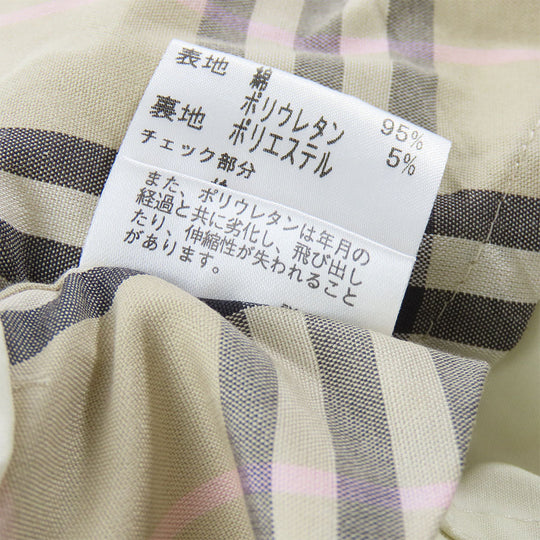 表地 綿 95%
ポリウレタン 5%
裏地 ポリエステル
チェック部分
また、ポリウレタンは年月の
経過と共に劣化し、飛び出し
たり、伸縮性が失われること
があります。